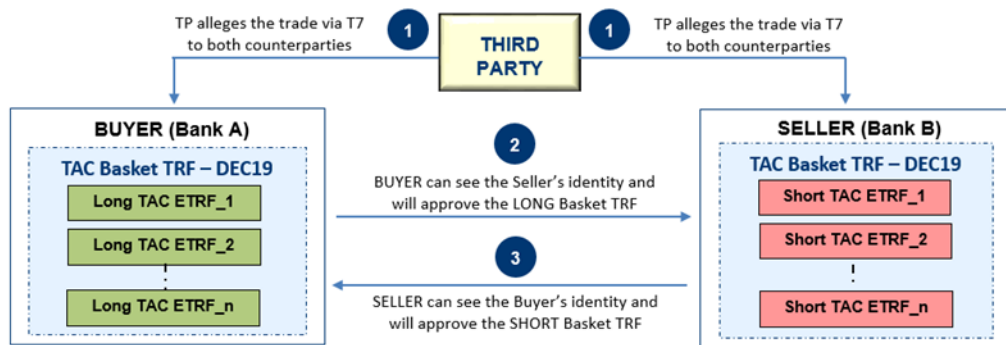 TP alleges the trade via T7
to both counterparties
1
THIRD
PARTY
1
TP alleges the trade via T7
to both counterparties
BUYER (Bank A)
TAC Basket TRF – DEC19
Long TAC ETRF_1
Long TAC ETRF_2
Long TAC ETRF_n
2
BUYER can see the Seller's identity and
will approve the LONG Basket TRF
3
SELLER can see the Buyer's identity and
will approve the SHORT Basket TRF
SELLER (Bank B)
TAC Basket TRF – DEC19
Short TAC ETRF_1
Short TAC ETRF_2
Short TAC ETRF_n